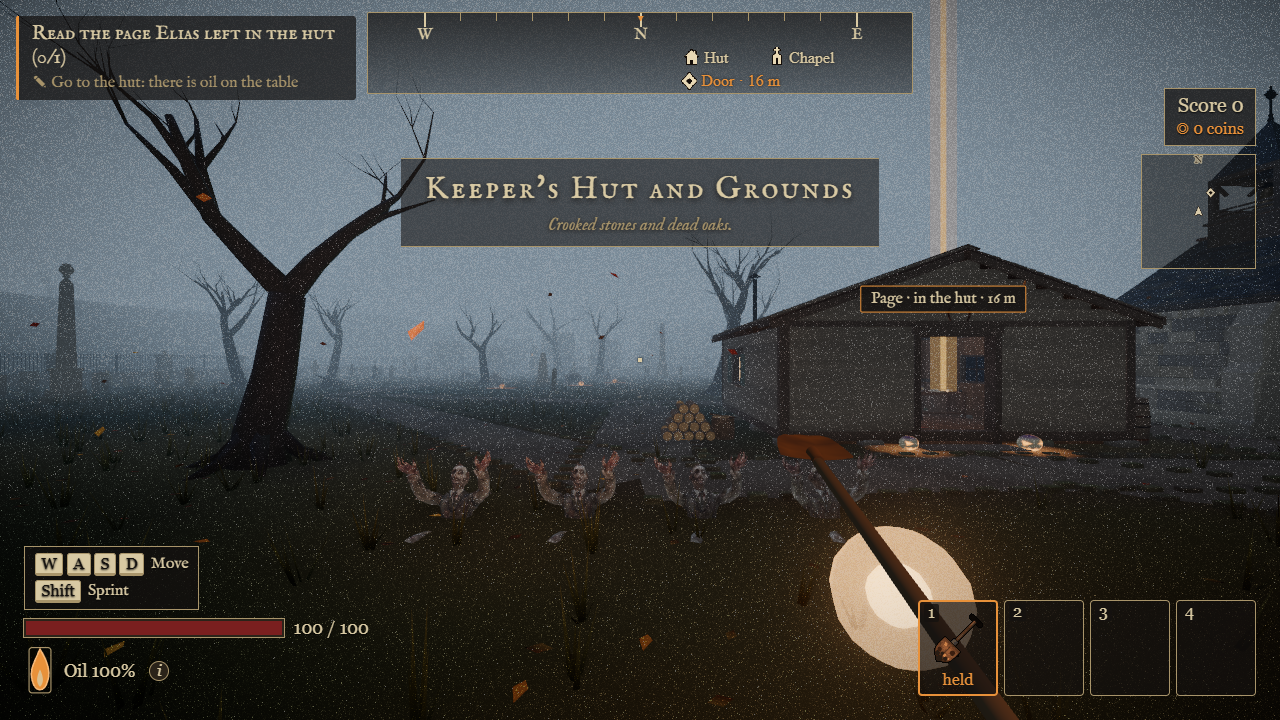 Read the page Elias left in the hut
(0/1)
Go to the hut: there is oil on the table
W N E
Hut Chapel
Door · 16 m
Score 0
0 coins
N
Keeper's Hut and Grounds
Crooked stones and dead oaks.
Page · in the hut · 16 m
W A S D Move
Shift Sprint
100 / 100
Oil 100% i
1 2 3 4
held